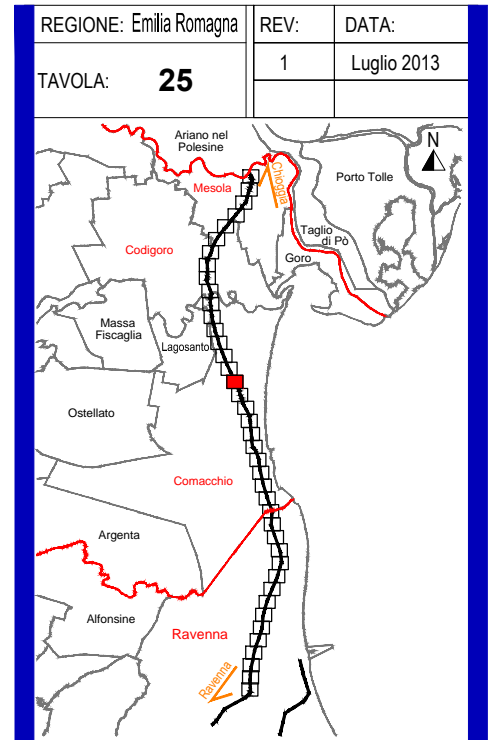 REGIONE: Emilia Romagna
REV:
DATA:
TAVOLA: 25
1
Luglio 2013
Ariano nel
Polesine
N
Mesola
Chioggia
Porto Tolle
Taglio
di Pò
Codigoro
Goro
Massa
Fiscaglia
Lagosanto
Ostellato
Comacchio
Argenta
Alfonsine
Ravenna
Ravenna